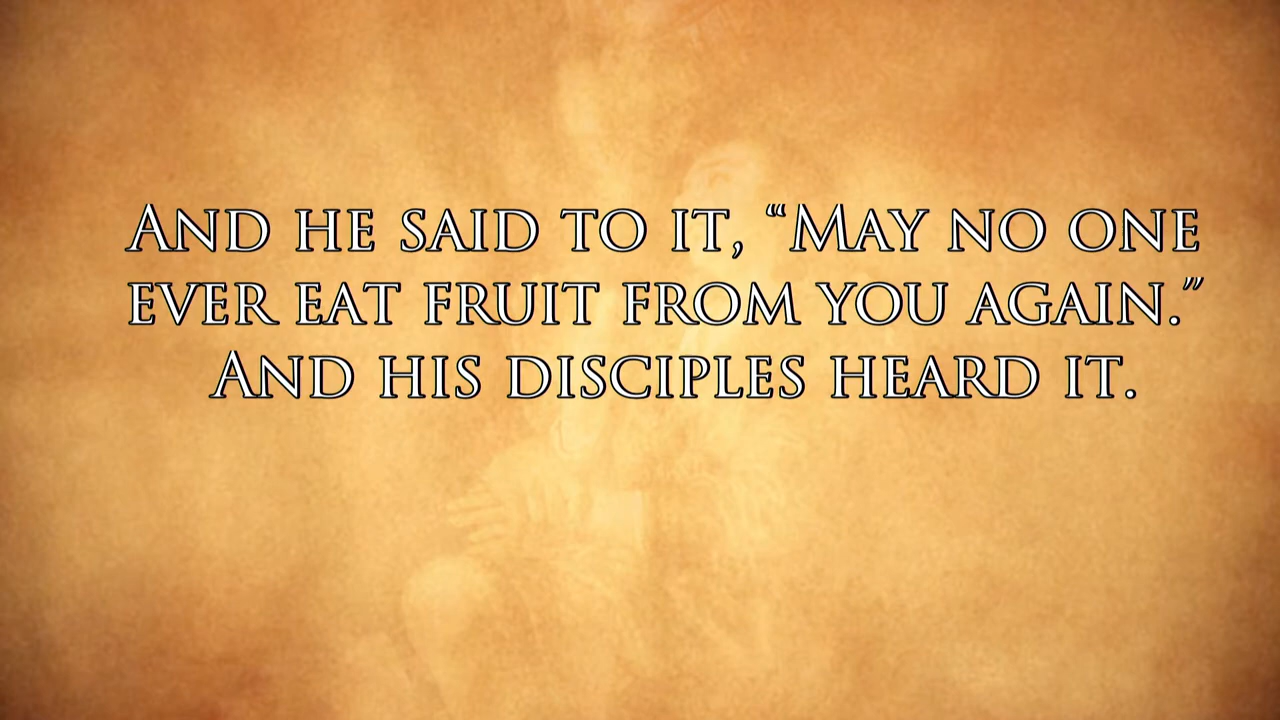 And he said to it, “‘May no one
ever eat fruit from you again.”
And his disciples heard it.